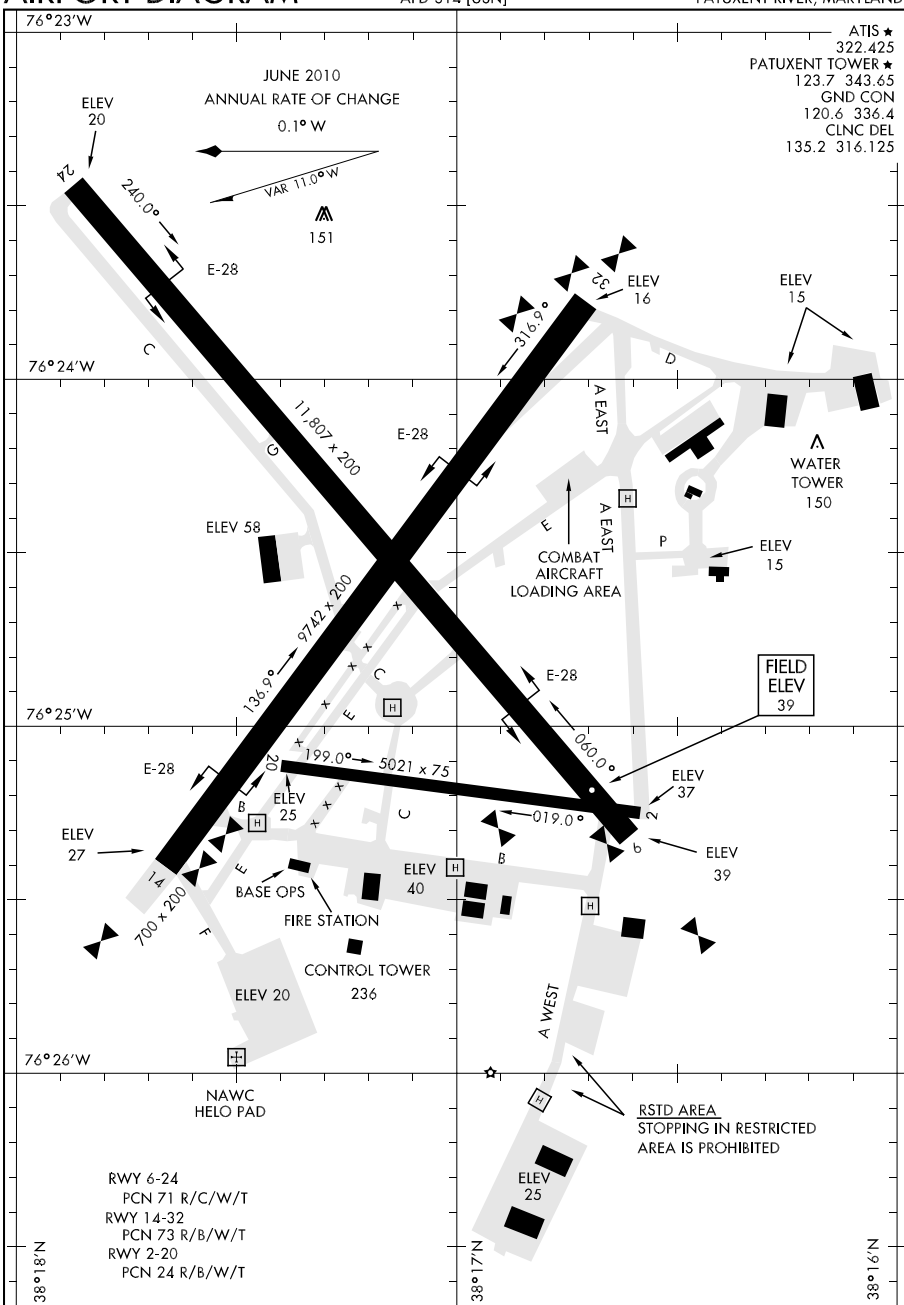 AIRPORT DIAGRAM
AFD-314 [USN]
PATUXENT RIVER, MARYLAND
76°23'W
ATIS ★
322.425
PATUXENT TOWER ★
123.7 343.65
GND CON
120.6 336.4
CLNC DEL
135.2 316.125
JUNE 2010
ANNUAL RATE OF CHANGE
0.1° W
VAR 11.0° W
ELEV
20
24
240.0°
E-28
151
32
ELEV
16
316.9°
ELEV
15
C
D
76°24'W
11,807 x 200
A EAST
E-28
G
WATER
TOWER
150
H
A EAST
E
P
ELEV 58
COMBAT
AIRCRAFT
LOADING AREA
ELEV
15
9742 x 200
136.9°
C
E
H
E-28
FIELD
ELEV
39
76°25'W
060.0°
E-28
20
199.0°
5021 x 75
ELEV
37
2
B
ELEV
25
C
019.0°
H
ELEV
27
B
6
ELEV
39
14
E
BASE OPS
ELEV
40
H
H
700 x 200
FIRE STATION
F
CONTROL TOWER
236
ELEV 20
A WEST
76°26'W
NAWC
HELO PAD
H
RSTD AREA
STOPPING IN RESTRICTED
AREA IS PROHIBITED
ELEV
25
RWY 6-24
PCN 71 R/C/W/T
RWY 14-32
PCN 73 R/B/W/T
RWY 2-20
PCN 24 R/B/W/T
38°18'N
38°17'N
38°16'N